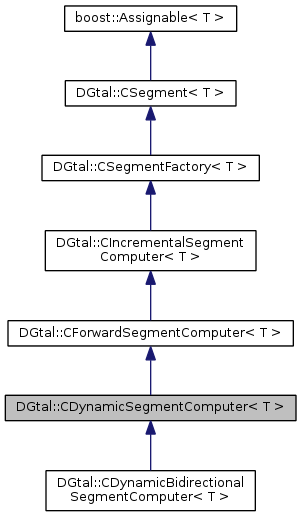 boost::Assignable< T >
DGtal::CSegment< T >
DGtal::CSegmentFactory< T >
DGtal::CIncrementalSegment
Computer< T >
DGtal::CForwardSegmentComputer< T >
DGtal::CDynamicSegmentComputer< T >
DGtal::CDynamicBidirectional
SegmentComputer< T >